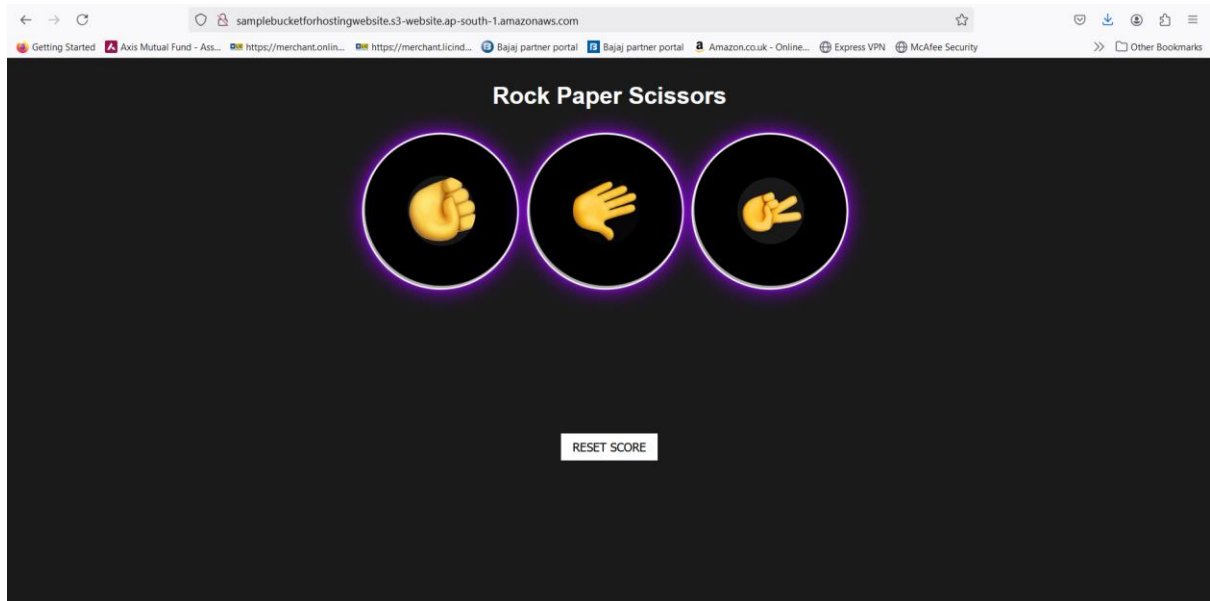 samplebucketforhostingwebsite.s3-website.ap-south-1.amazonaws.com
Getting Started Axis Mutual Fund - Ass... https://merchant.onlin... https://merchant.licind... Bajaj partner portal Bajaj partner portal Amazon.co.uk - Online... Express VPN McAfee Security Other Bookmarks
Rock Paper Scissors
RESET SCORE